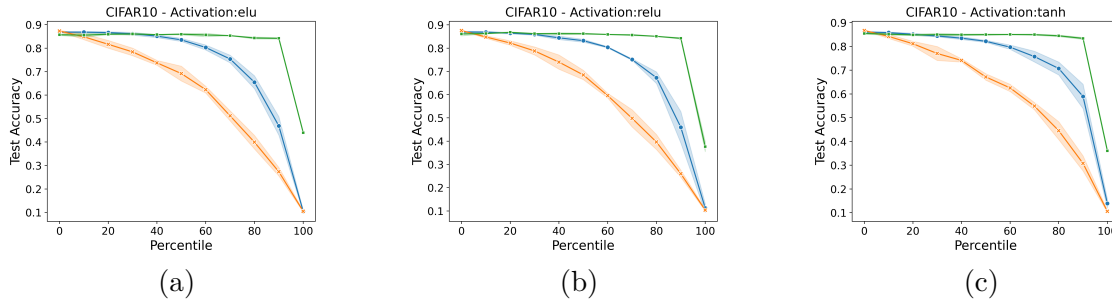 CIFAR10 - Activation:elu
Test Accuracy
0.9
0.8
0.7
0.6
0.5
0.4
0.3
0.2
0.1
0 20 40 60 80 100
Percentile
(a)
CIFAR10 - Activation:relu
Test Accuracy
0.9
0.8
0.7
0.6
0.5
0.4
0.3
0.2
0.1
0 20 40 60 80 100
Percentile
(b)
CIFAR10 - Activation:tanh
Test Accuracy
0.9
0.8
0.7
0.6
0.5
0.4
0.3
0.2
0.1
0 20 40 60 80 100
Percentile
(c)